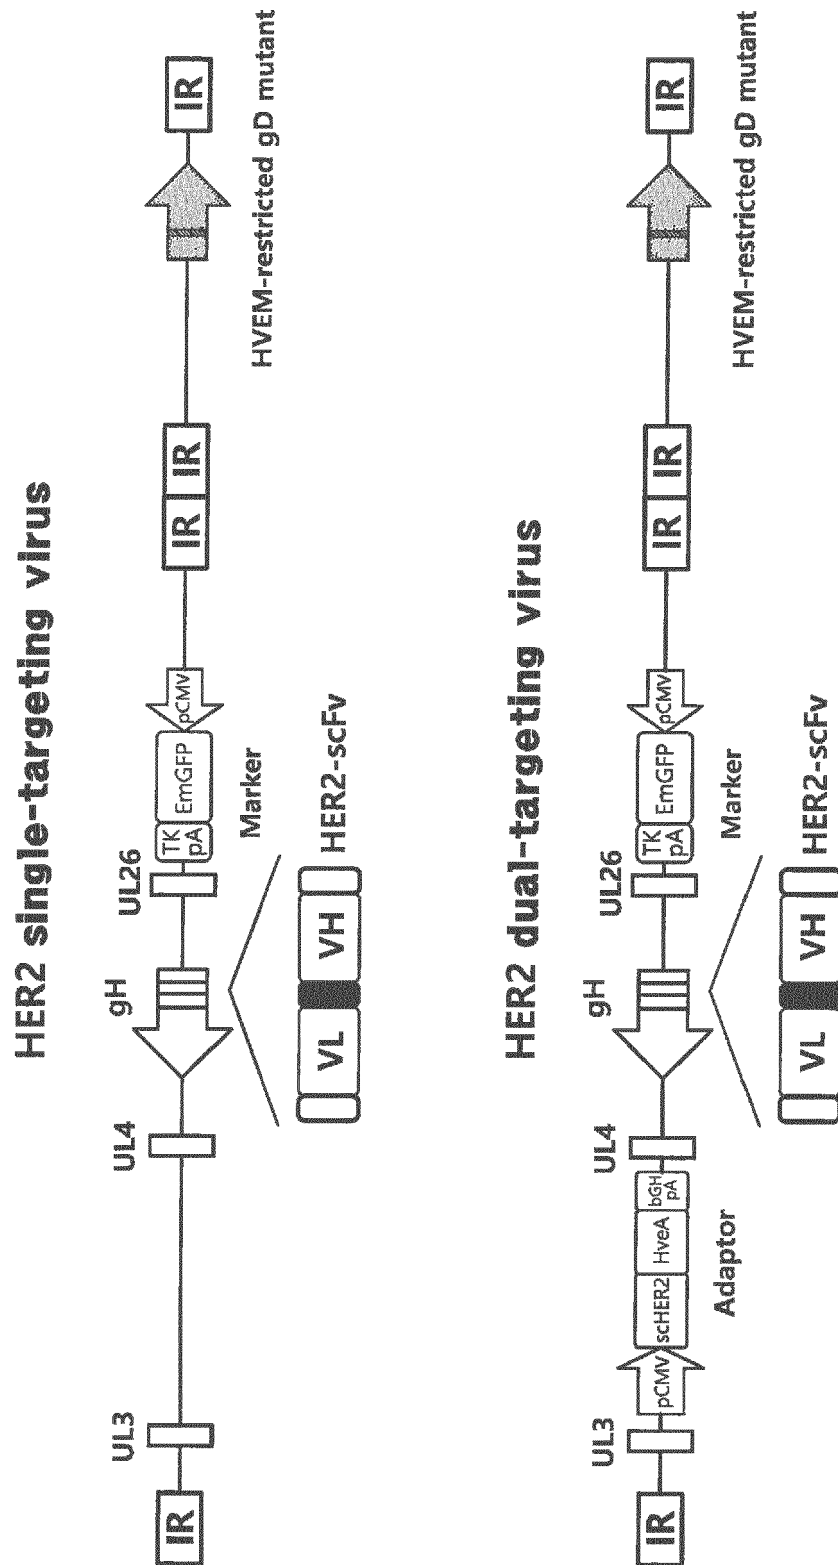 HER2 single-targeting virus
UL3
UL4
gH
UL26
IR
TK
pA
EmGFP
pCMV
IR
IR
IR
Marker
HVEM-restricted gD mutant
VL
VH
HER2-scFv
HER2 dual-targeting virus
UL3
UL4
gH
UL26
IR
pCMV
scHER2
HveA
bGH
pA
TK
pA
EmGFP
pCMV
IR
IR
IR
Adaptor
Marker
HVEM-restricted gD mutant
VL
VH
HER2-scFv